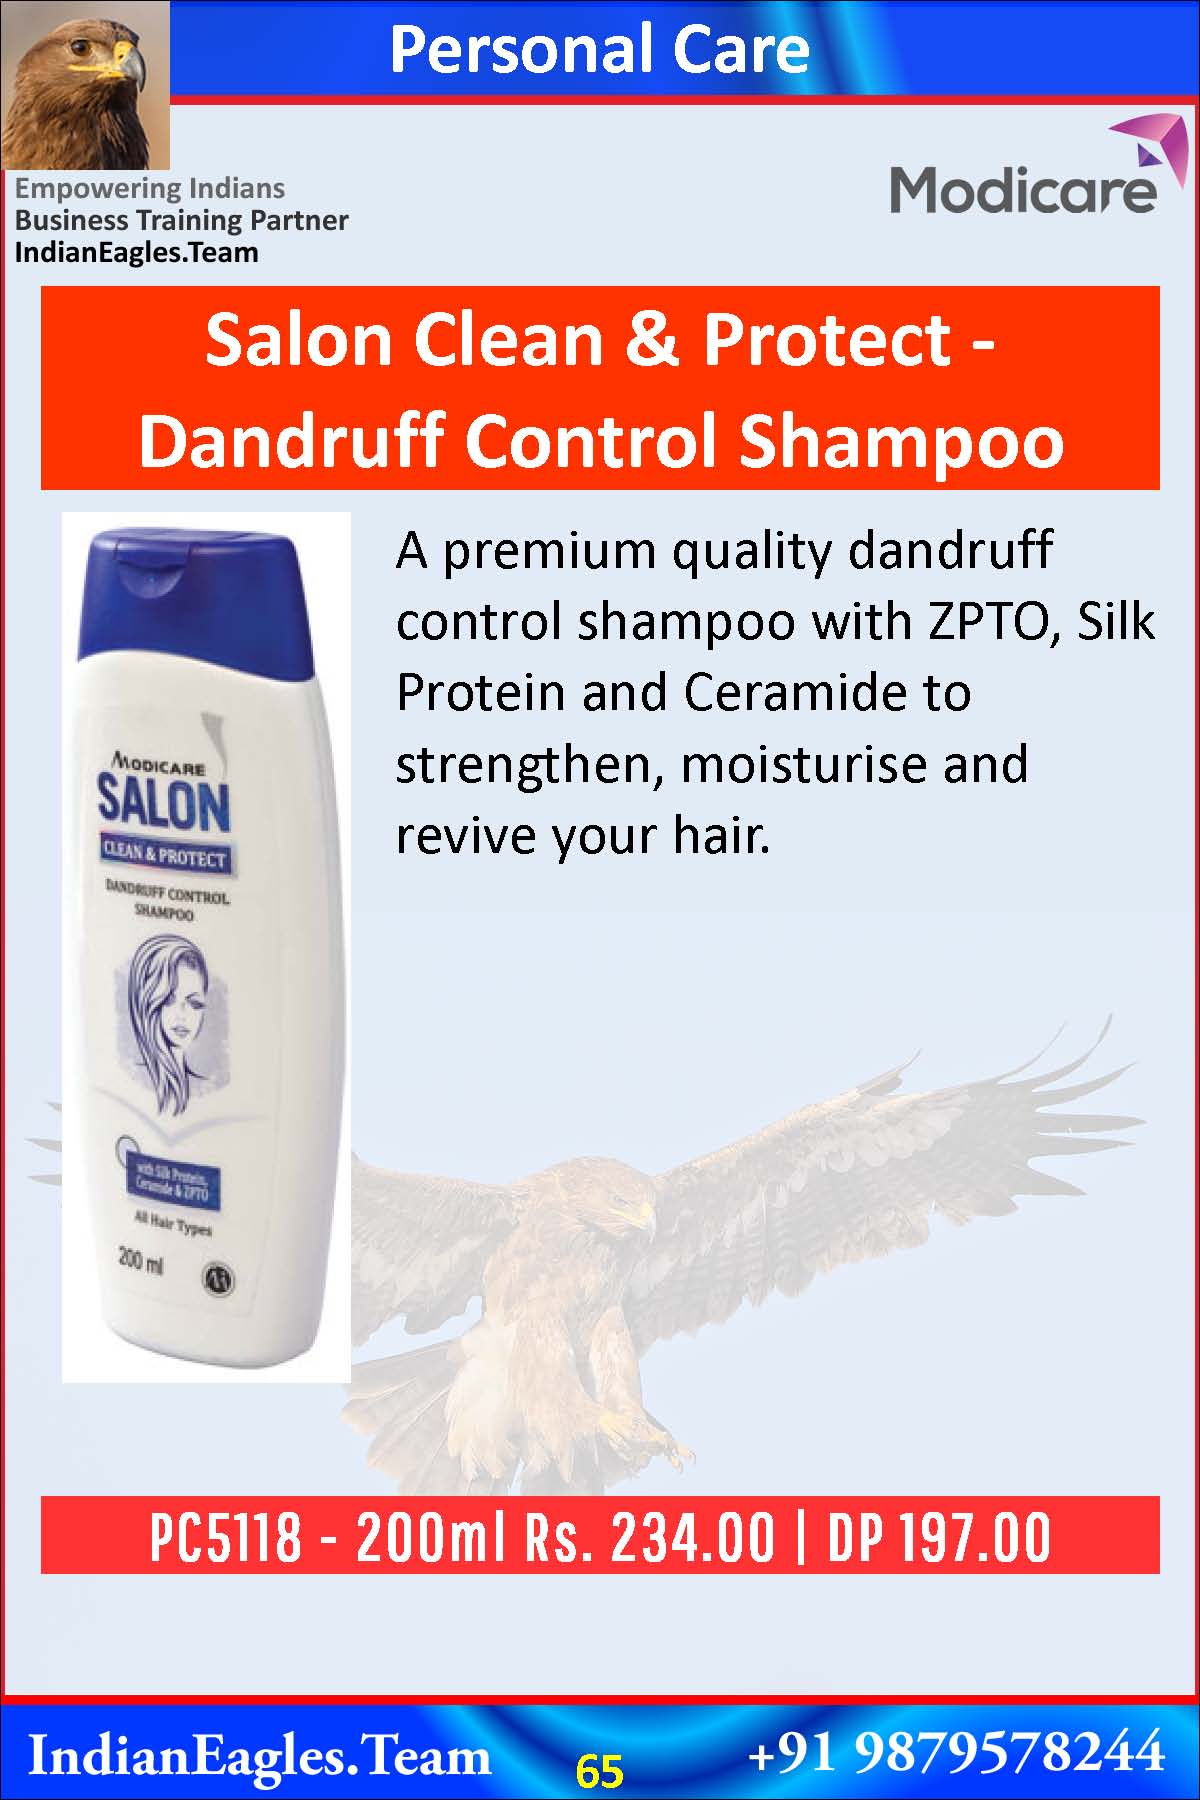 Personal Care
Empowering Indians
Business Training Partner
IndianEagles.Team
Modicare
Salon Clean & Protect -
Dandruff Control Shampoo
A premium quality dandruff
control shampoo with ZPTO, Silk
Protein and Ceramide to
strengthen, moisturise and
revive your hair.
MODICARE
SALON
CLEAN & PROTECT
DANDRUFF CONTROL
SHAMPOO
with Silk Protein,
Ceramide & ZPTO
All Hair Types
200 ml
PC5118 - 200ml Rs. 234.00 | DP 197.00
IndianEagles.Team
65
+91 9879578244